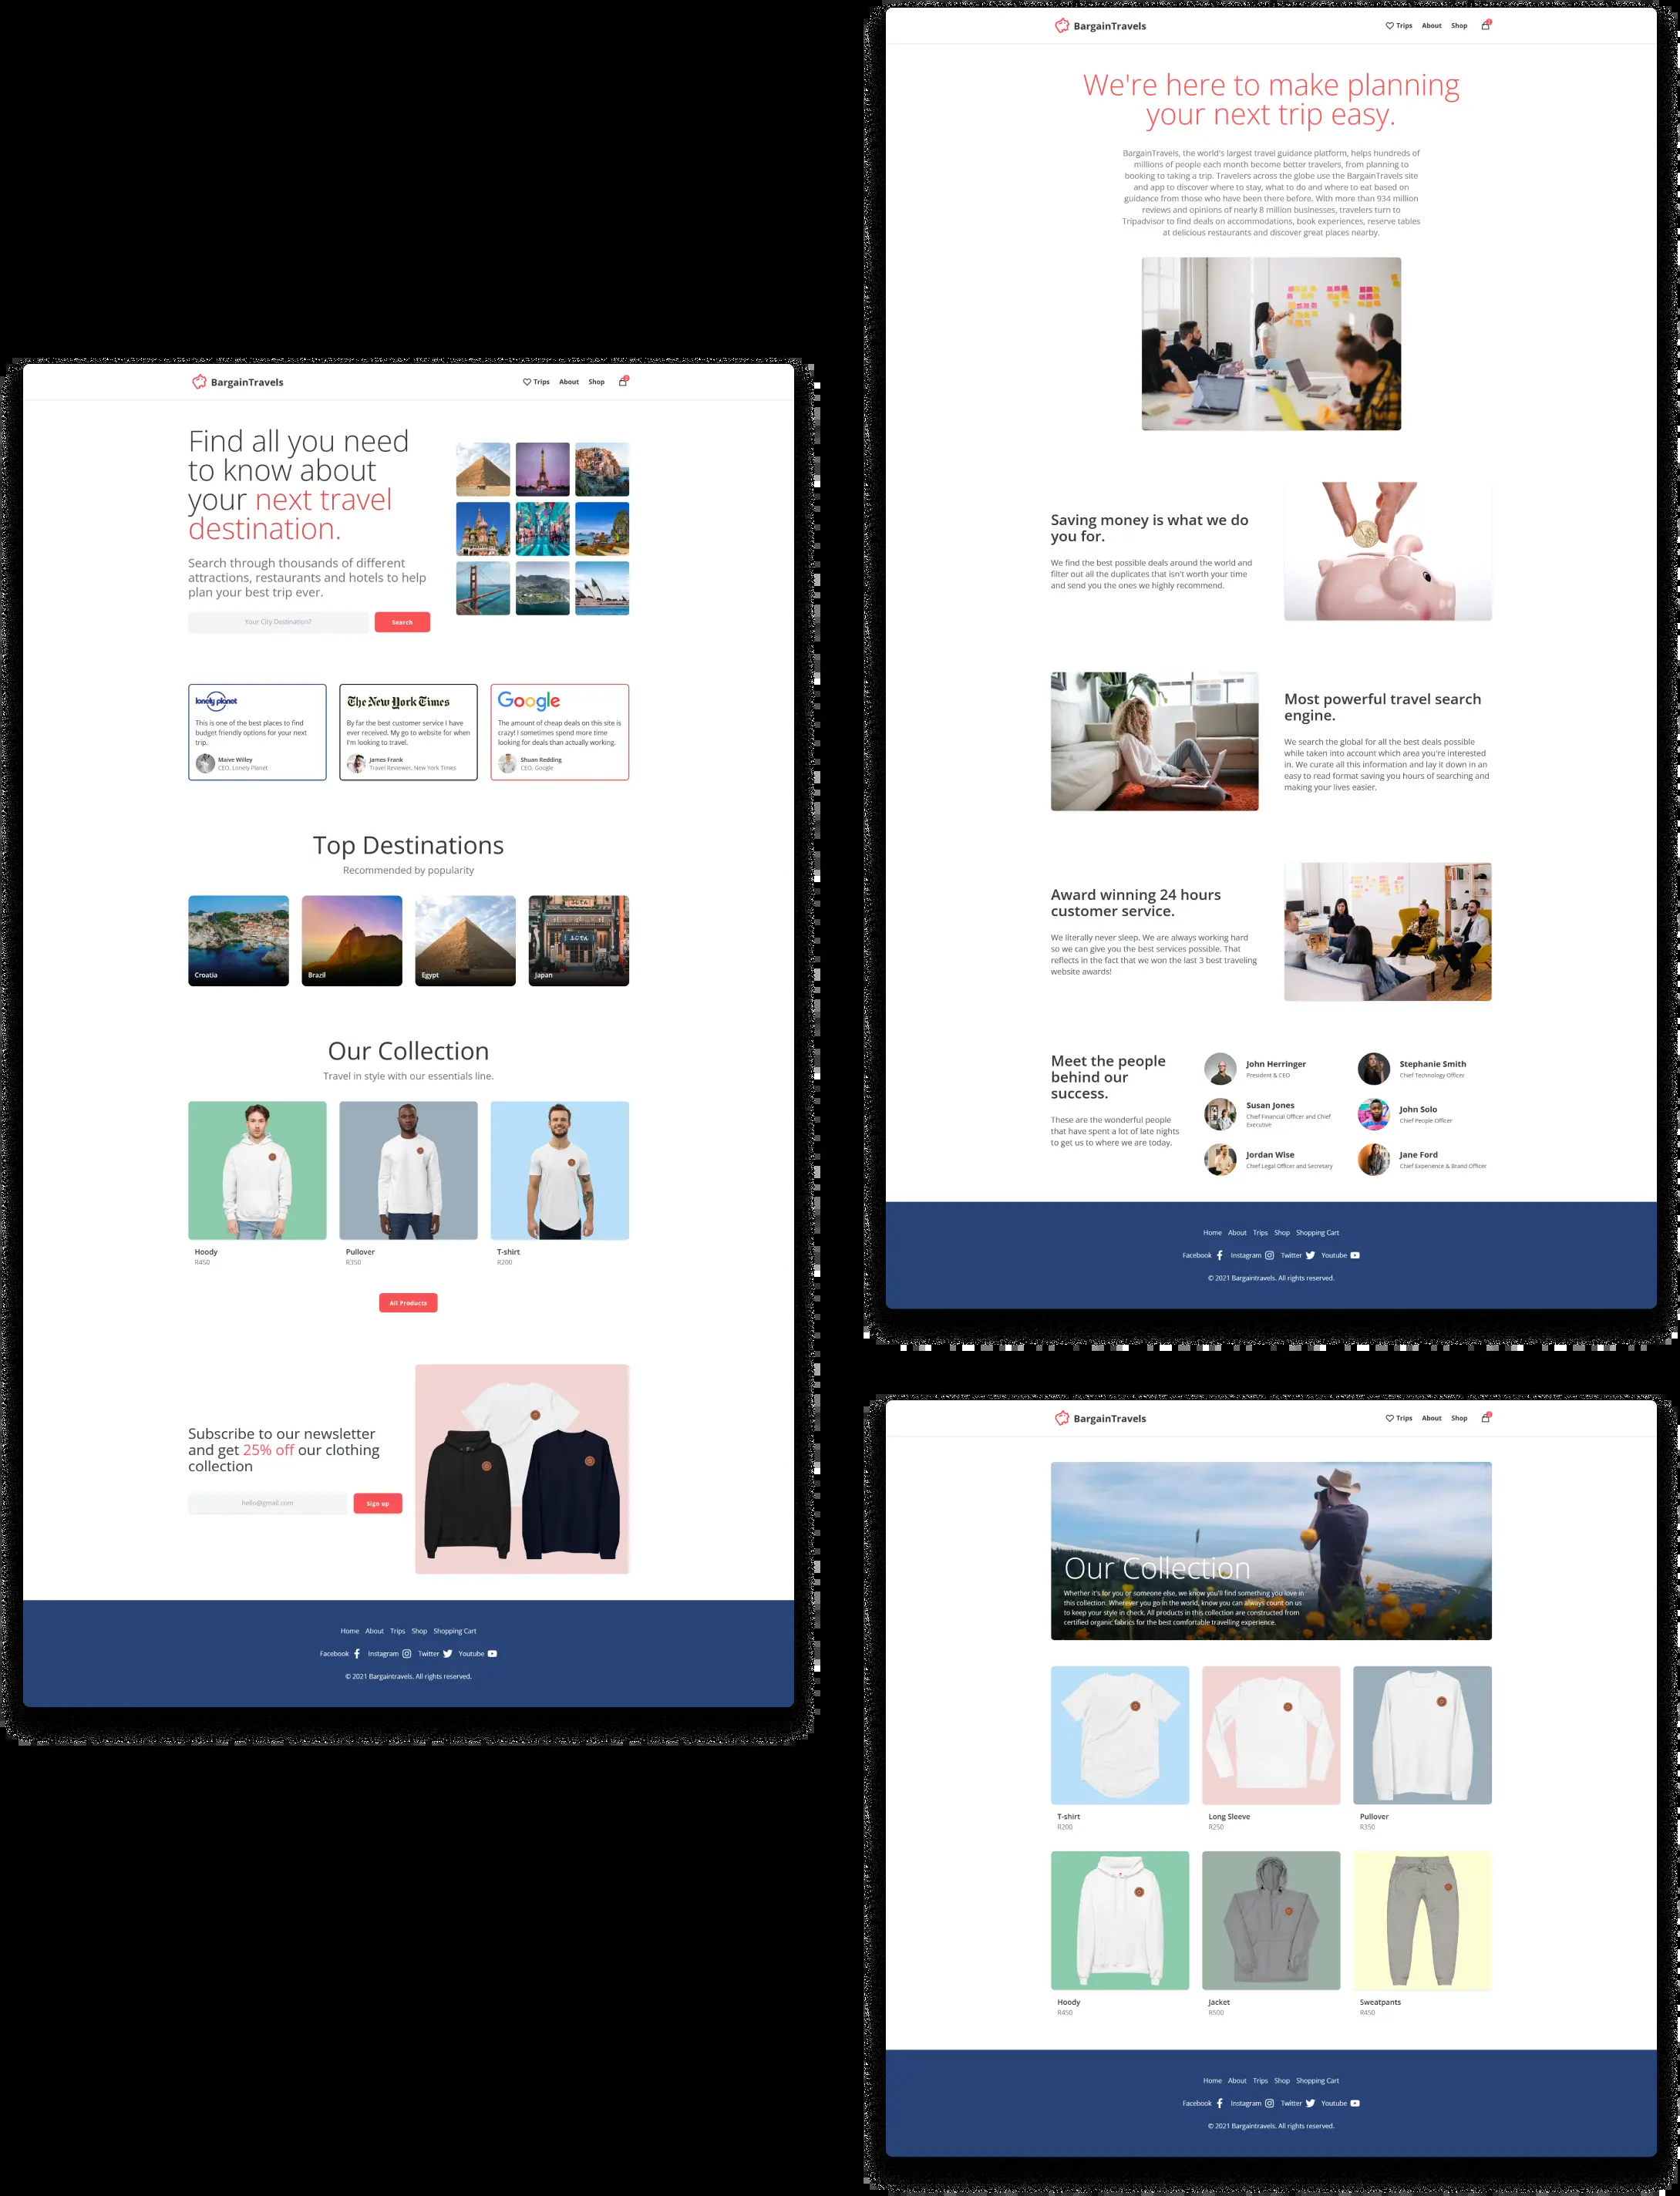 BargainTravels
Trips About Shop
Find all you need
to know about
your next travel
destination.
Search through thousands of different
attractions, restaurants and hotels to help
plan your best trip ever.
Your City Destination?
Search
lonely planet
This is one of the best places to find
budget friendly options for your next
trip.
Maive Willey
CEO, Lonely Planet
The New York Times
By far the best customer service I have
ever received. My go to website for when
I'm looking to travel.
James Frank
Travel Reviewer, New York Times
Google
The amount of cheap deals on this site is
crazy! I sometimes spend more time
looking for deals than actually working.
Shuan Redding
CEO, Google
Top Destinations
Recommended by popularity
Croatia
Brazil
Egypt
Japan
Our Collection
Travel in style with our essentials line.
Hoody
R450
Pullover
R350
T-shirt
R200
All Products
Subscribe to our newsletter
and get 25% off our clothing
collection
hello@gmail.com
Sign up
Home About Trips Shop Shopping Cart
Facebook Instagram Twitter Youtube
© 2021 Bargaintravels. All rights reserved.
BargainTravels
Trips About Shop
We're here to make planning
your next trip easy.
BargainTravels, the world's largest travel guidance platform, helps hundreds of
millions of people each month become better travelers, from planning to
booking to taking a trip. Travelers across the globe use the BargainTravels site
and app to discover where to stay, what to do and where to eat based on
guidance from those who have been there before. With more than 934 million
reviews and opinions of nearly 8 million businesses, travelers turn to
Tripadvisor to find deals on accommodations, book experiences, reserve tables
at delicious restaurants and discover great places nearby.
Saving money is what we do
you for.
We find the best possible deals around the world and
filter out all the duplicates that isn't worth your time
and send you the ones we highly recommend.
Most powerful travel search
engine.
We search the global for all the best deals possible
while taken into account which area you're interested
in. We curate all this information and lay it down in an
easy to read format saving you hours of searching and
making your lives easier.
Award winning 24 hours
customer service.
We literally never sleep. We are always working hard
so we can give you the best services possible. That
reflects in the fact that we won the last 3 best traveling
website awards!
Meet the people
behind our
success.
These are the wonderful people
that have spent a lot of late nights
to get us to where we are today.
John Herringer
President & CEO
Stephanie Smith
Chief Technology Officer
Susan Jones
Chief Financial Officer and Chief
Executive
John Solo
Chief People Officer
Jordan Wise
Chief Legal Officer and Secretary
Jane Ford
Chief Experience & Brand Officer
Home About Trips Shop Shopping Cart
Facebook Instagram Twitter Youtube
© 2021 Bargaintravels. All rights reserved.
BargainTravels
Trips About Shop
Our Collection
Whether it's for you or someone else, we know you'll find something you love in
this collection. Wherever you go in the world, know you can always count on us
to keep your style in check. All products in this collection are constructed from
certified organic fabrics for the best comfortable travelling experience.
T-shirt
R200
Long Sleeve
R250
Pullover
R350
Hoody
R450
Jacket
R500
Sweatpants
R450
Home About Trips Shop Shopping Cart
Facebook Instagram Twitter Youtube
© 2021 Bargaintravels. All rights reserved.